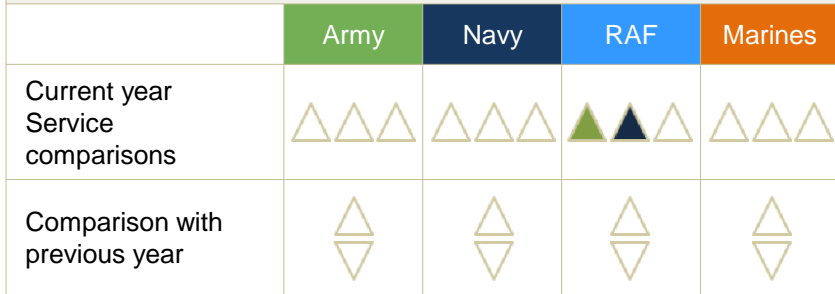 Army Navy RAF Marines
Current year
Service
comparisons
Comparison with
previous year